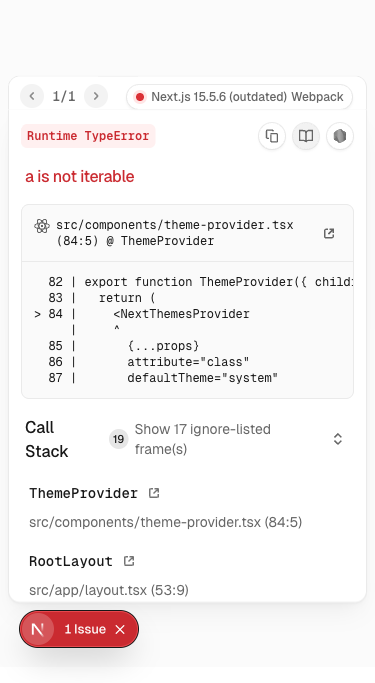 1/1
Next.js 15.5.6 (outdated) Webpack
Runtime TypeError
a is not iterable
src/components/theme-provider.tsx
(84:5) @ ThemeProvider
82 | export function ThemeProvider({ child
83 |   return (
> 84 |     <NextThemesProvider
|     ^
85 |       {...props}
86 |       attribute="class"
87 |       defaultTheme="system"
Call
Stack
19
Show 17 ignore-listed
frame(s)
ThemeProvider
src/components/theme-provider.tsx (84:5)
RootLayout
src/app/layout.tsx (53:9)
N
1 Issue